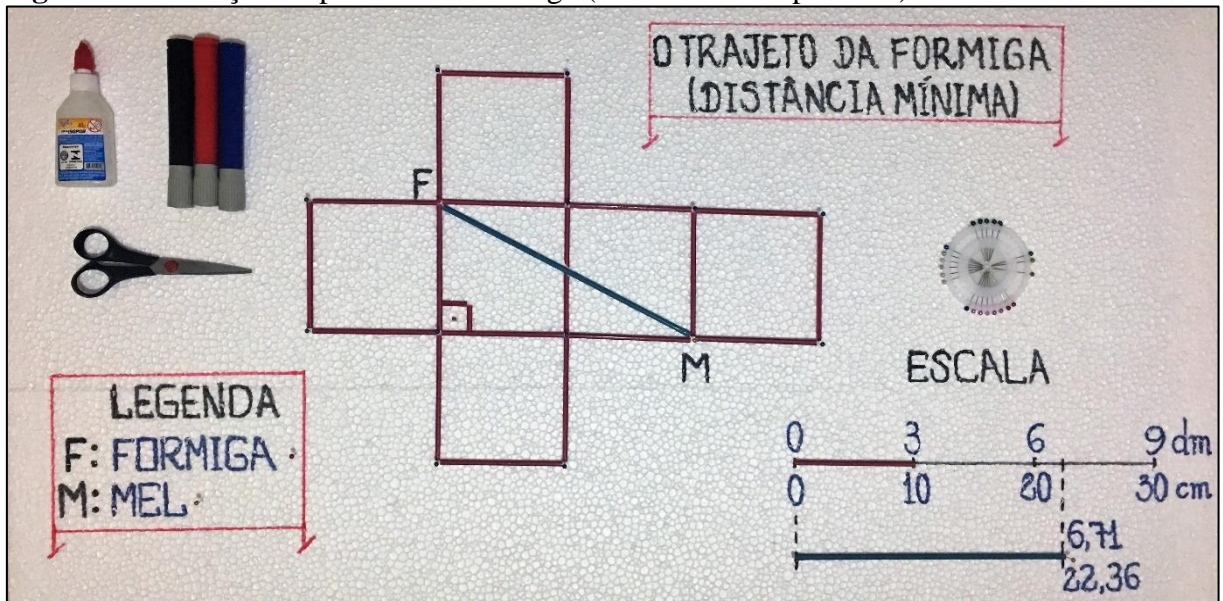 O TRAJETO DA FORMIGA
(DISTÂNCIA MÍNIMA)
F
M
LEGENDA
F: FORMIGA
M: MEL
ESCALA
0 3 6 9 dm
0 10 20 30 cm
6,71
22,36